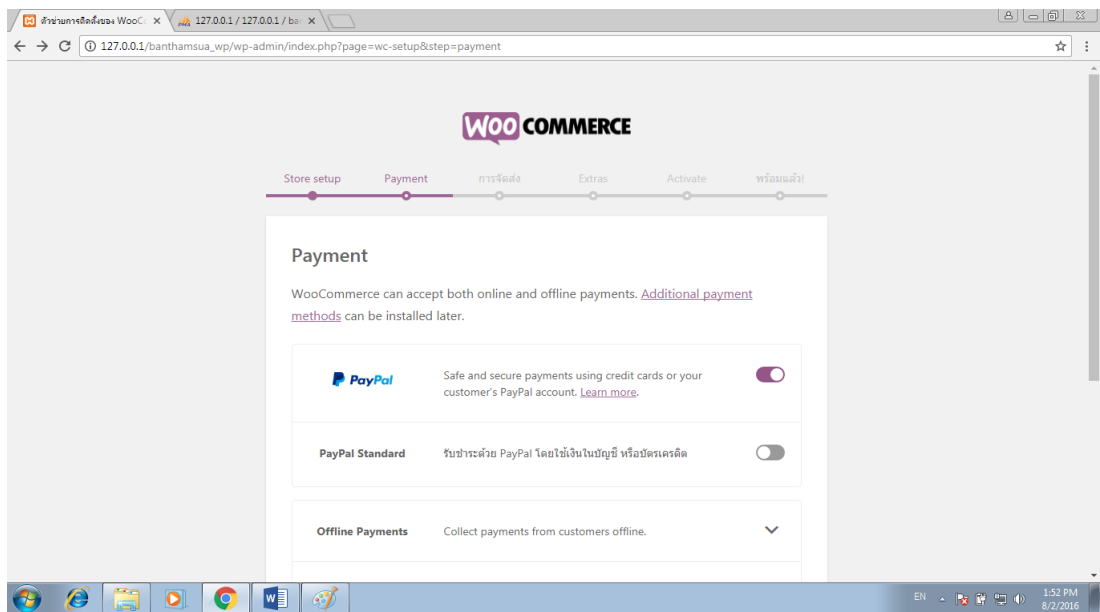 ตัวช่วยการติดตั้งของ WooC
127.0.0.1 / 127.0.0.1 / ba
127.0.0.1/banthamsua_wp/wp-admin/index.php?page=wc-setup&step=payment
WOO COMMERCE
Store setup
Payment
การจัดส่ง
Extras
Activate
พร้อมแล้ว!
Payment
WooCommerce can accept both online and offline payments. Additional payment
methods can be installed later.
PayPal
Safe and secure payments using credit cards or your
customer's PayPal account. Learn more.
PayPal Standard
รับชำระด้วย PayPal โดยใช้เงินในบัญชี หรือบัตรเครดิต
Offline Payments
Collect payments from customers offline.
EN
1:52 PM
8/2/2016